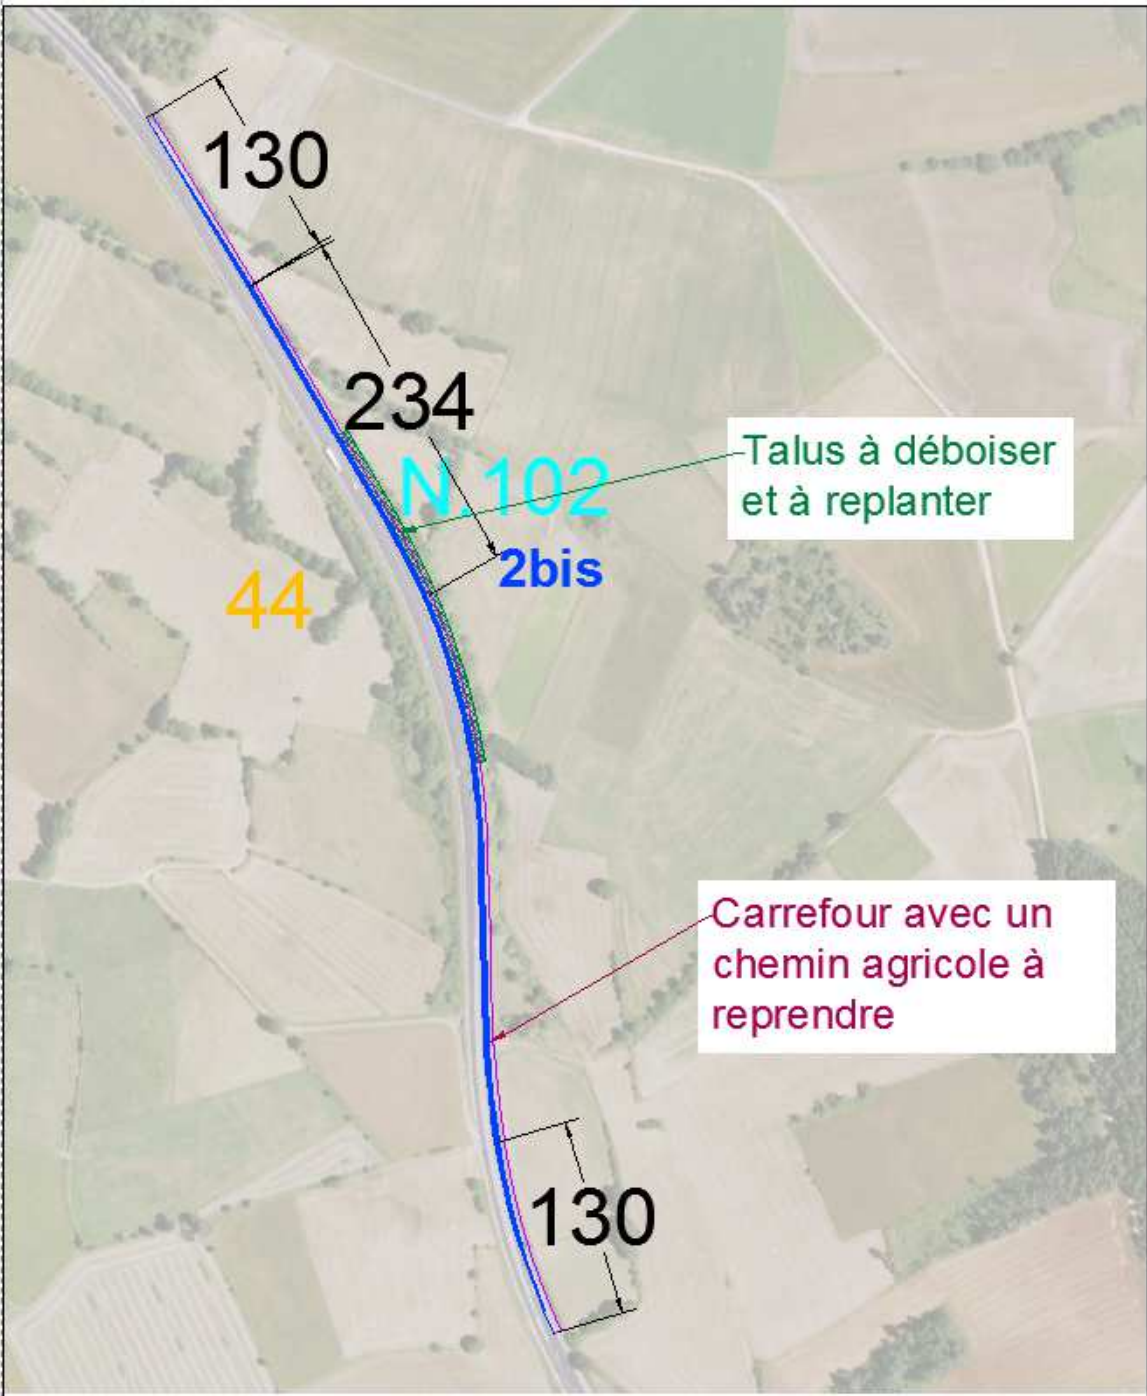 130
234
N.102
Talus à déboiser
et à replanter
2bis
44
Carrefour avec un
chemin agricole à
reprendre
130